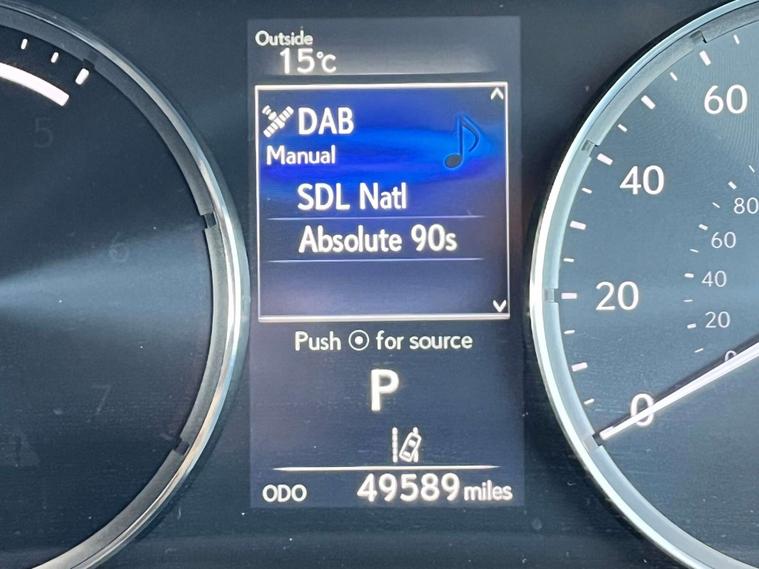 Outside
15°C
DAB
Manual
SDL Natl
Absolute 90s
Push ⊙ for source
P
ODO 49589 miles
5
6
7
60
40
20
0
80
60
40
20
0